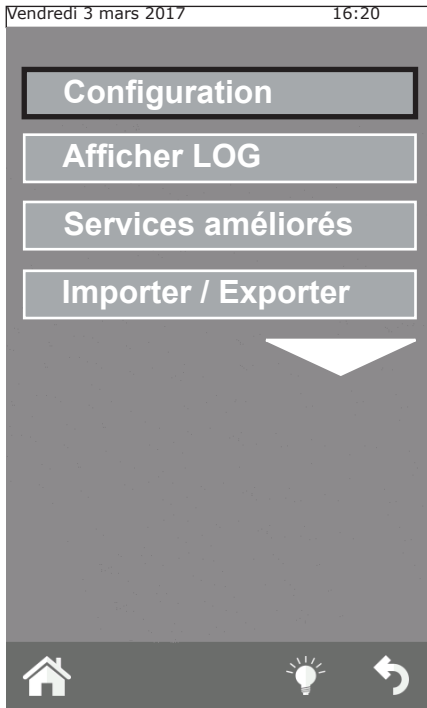 Vendredi 3 mars 2017 16:20
Configuration
Afficher LOG
Services améliorés
Importer / Exporter